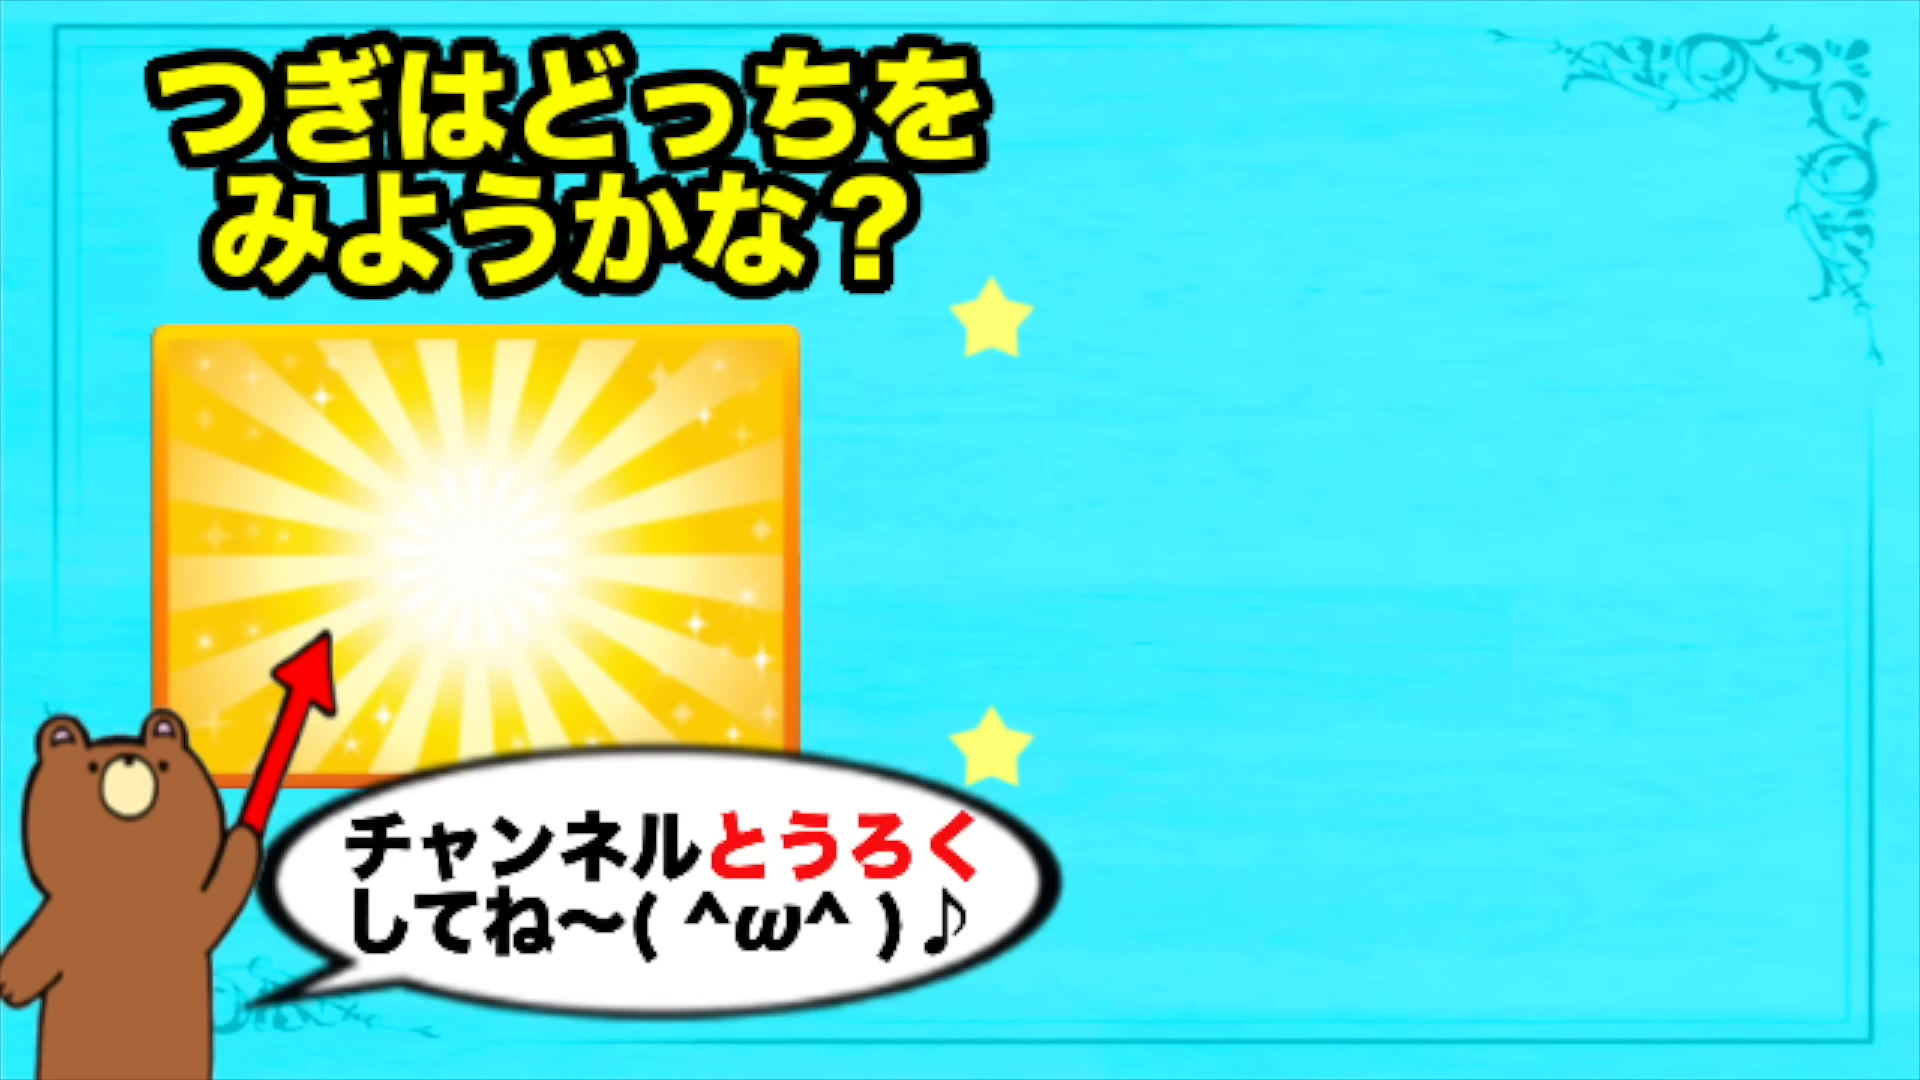 つぎはどっちを
みようかな?
チャンネルとうろく
してね〜( ^ω^ )♪